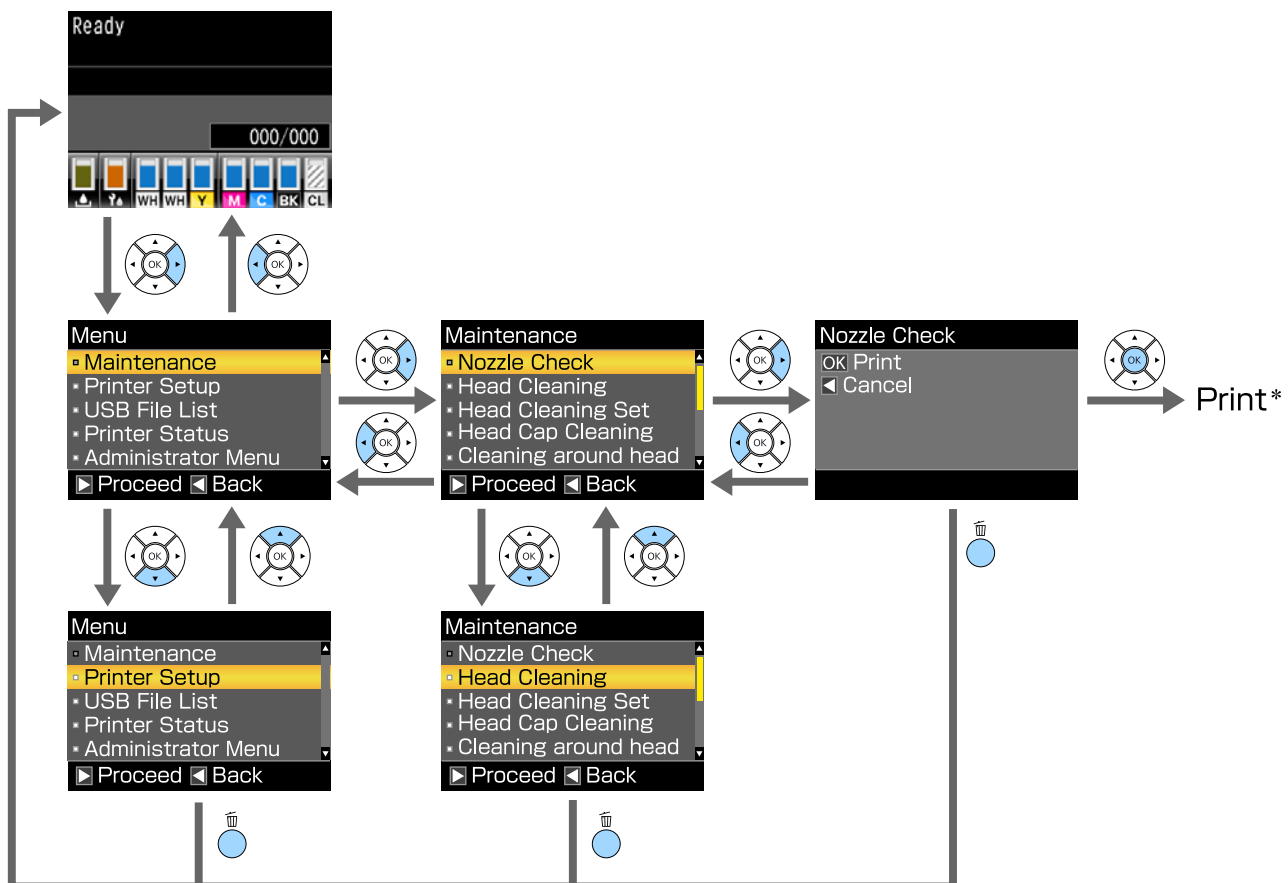 Ready
000/000
WH WH Y M C BK CL
OK
OK
Menu
Maintenance
Printer Setup
USB File List
Printer Status
Administrator Menu
Proceed Back
OK
OK
Maintenance
Nozzle Check
Head Cleaning
Head Cleaning Set
Head Cap Cleaning
Cleaning around head
Proceed Back
OK
OK
Nozzle Check
OK Print
Cancel
OK
Print*
OK
OK
Menu
Maintenance
Printer Setup
USB File List
Printer Status
Administrator Menu
Proceed Back
OK
OK
Maintenance
Nozzle Check
Head Cleaning
Head Cleaning Set
Head Cap Cleaning
Cleaning around head
Proceed Back